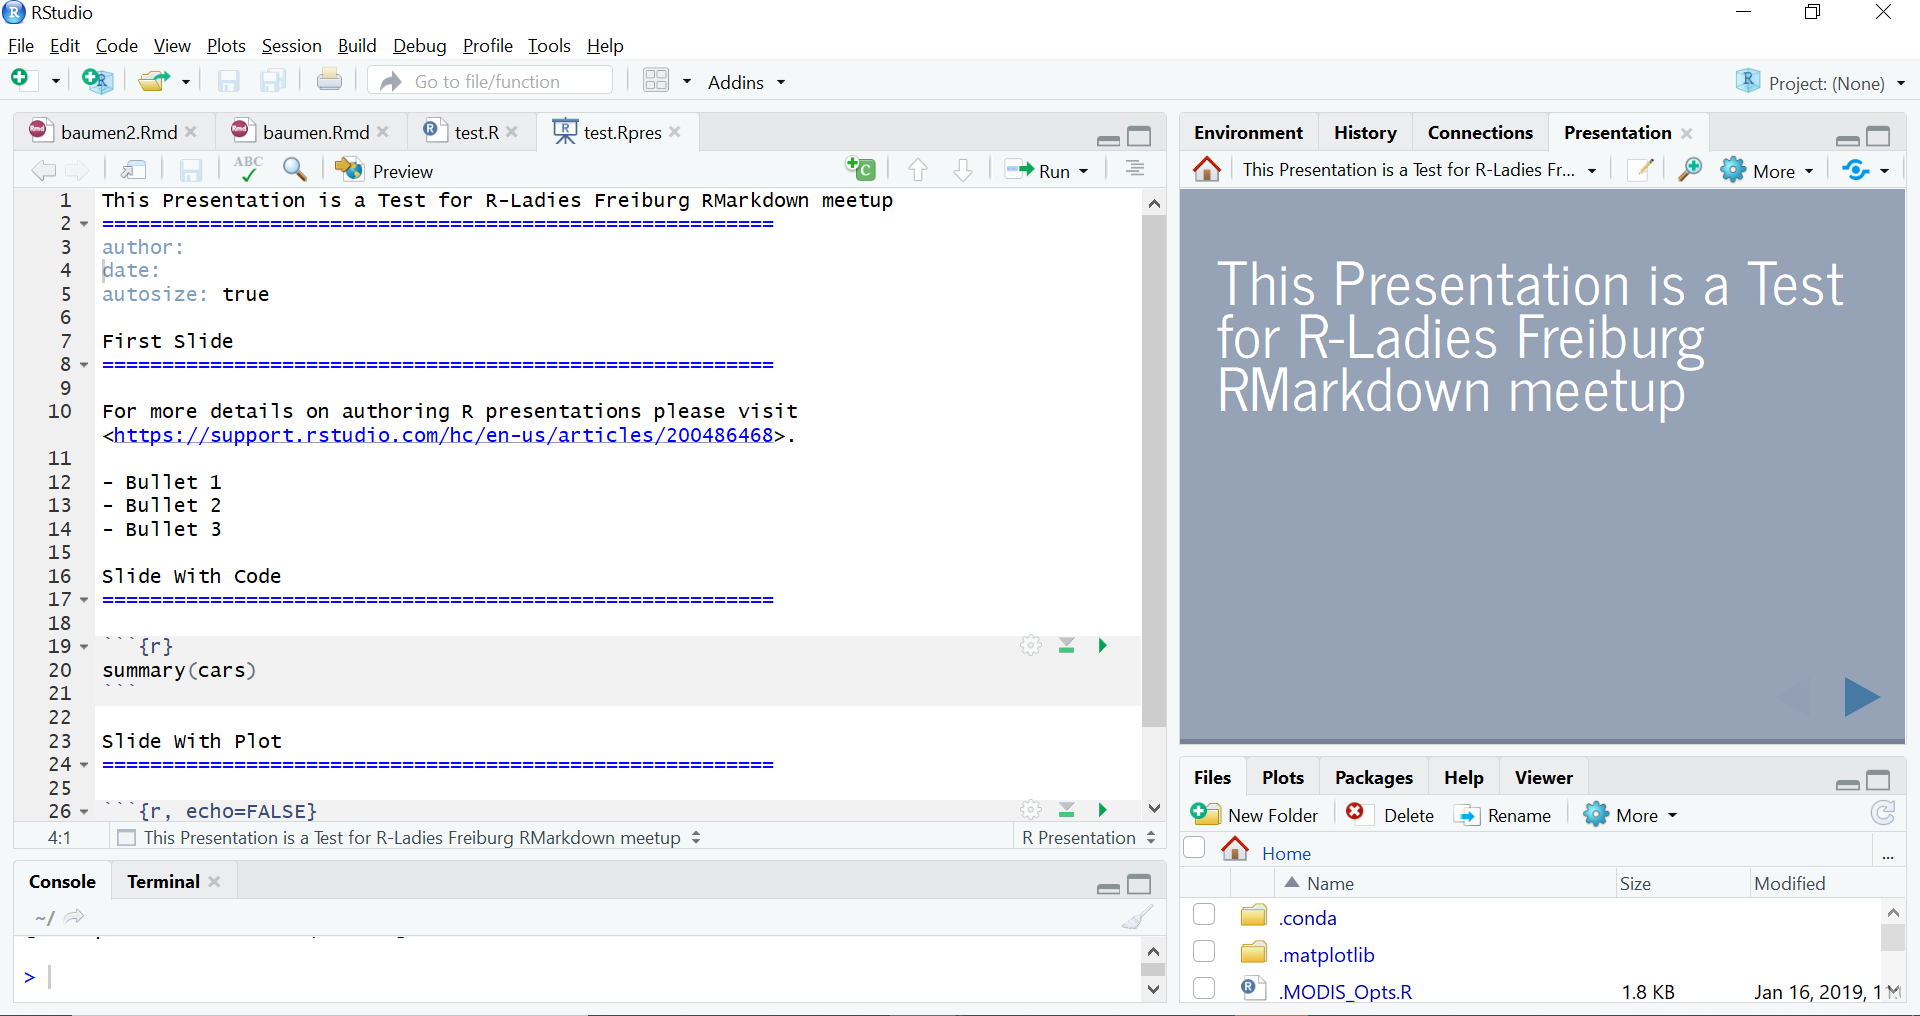 RStudio
File Edit Code View Plots Session Build Debug Profile Tools Help
Go to file/function Addins Project: (None)
baumen2.Rmd baumen.Rmd test.R test.Rpres
ABC Preview Run
1 This Presentation is a Test for R-Ladies Freiburg RMarkdown meetup
2 ========================================================
3 author:
4 date:
5 autosize: true
6
7 First Slide
8 ========================================================
9
10 For more details on authoring R presentations please visit
<https://support.rstudio.com/hc/en-us/articles/200486468>.
11
12 - Bullet 1
13 - Bullet 2
14 - Bullet 3
15
16 Slide With Code
17 ========================================================
18
19 ```{r}
20 summary(cars)
21 ```
22
23 Slide With Plot
24 ========================================================
25
26 ```{r, echo=FALSE}
4:1 This Presentation is a Test for R-Ladies Freiburg RMarkdown meetup R Presentation
Console Terminal
~/
>
Environment History Connections Presentation
This Presentation is a Test for R-Ladies Fr... More
This Presentation is a Test
for R-Ladies Freiburg
RMarkdown meetup
Files Plots Packages Help Viewer
New Folder Delete Rename More
Home ...
Name Size Modified
.conda
.matplotlib
.MODIS_Opts.R 1.8 KB Jan 16, 2019,